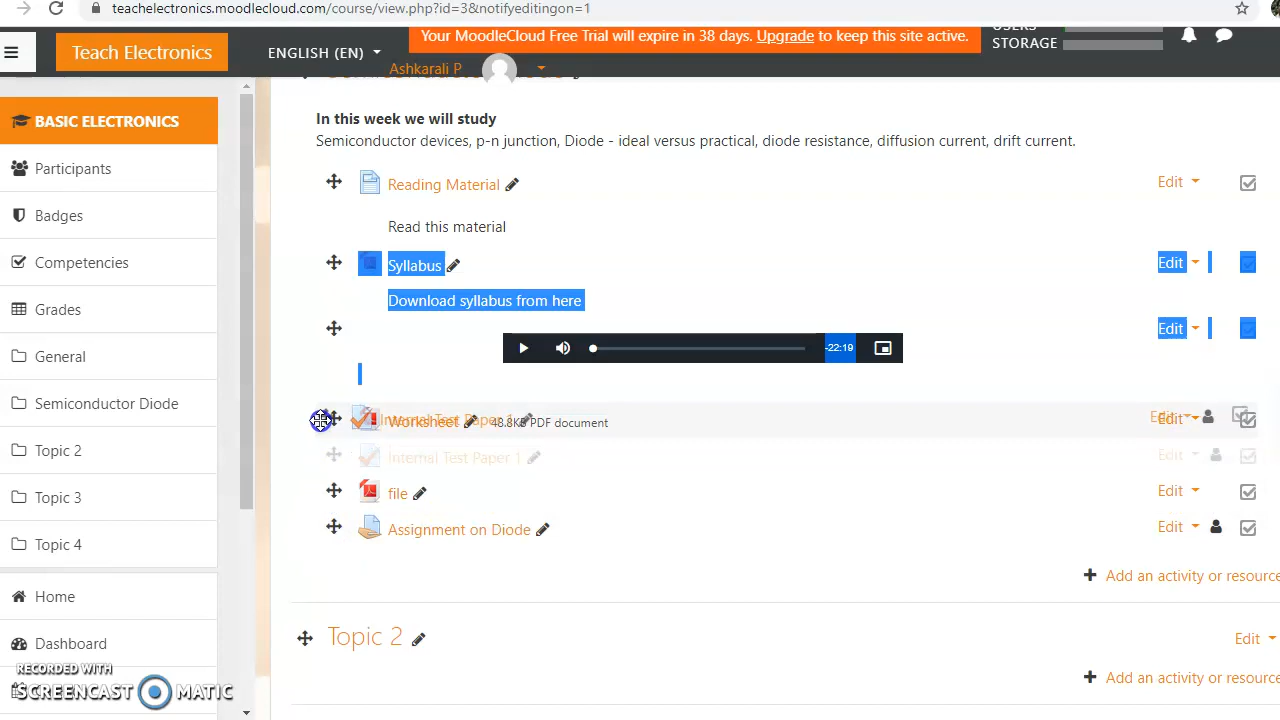 teachelectronics.moodlecloud.com/course/view.php?id=3&notifyeditingon=1
Teach Electronics
ENGLISH (EN)
Your MoodleCloud Free Trial will expire in 38 days. Upgrade to keep this site active.
STORAGE
Ashkarali P
BASIC ELECTRONICS
Participants
Badges
Competencies
Grades
General
Semiconductor Diode
Topic 2
Topic 3
Topic 4
Home
Dashboard
In this week we will study
Semiconductor devices, p-n junction, Diode - ideal versus practical, diode resistance, diffusion current, drift current.
Reading Material
Edit
Read this material
Syllabus
Edit
Download syllabus from here
Edit
-22:19
Internal Test Paper 1
Edit
Worksheet
48.8KB PDF document
Edit
Internal Test Paper 1
Edit
file
Edit
Assignment on Diode
Edit
Add an activity or resource
Topic 2
Edit
Add an activity or resource
RECORDED WITH
SCREENCAST MATIC